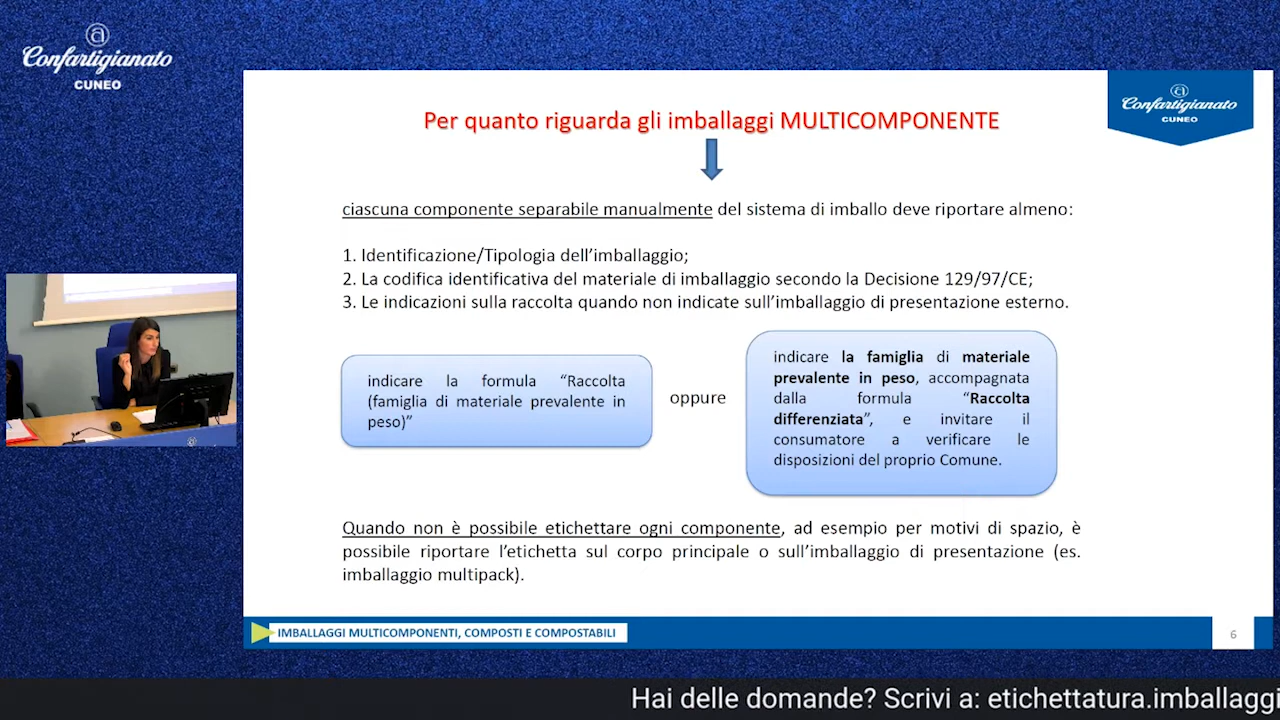 Confartigianato
CUNEO
Confartigianato
CUNEO
Per quanto riguarda gli imballaggi MULTICOMPONENTE
ciascuna componente separabile manualmente del sistema di imballo deve riportare almeno:
1. Identificazione/Tipologia dell’imballaggio;
2. La codifica identificativa del materiale di imballaggio secondo la Decisione 129/97/CE;
3. Le indicazioni sulla raccolta quando non indicate sull’imballaggio di presentazione esterno.
indicare la formula “Raccolta
(famiglia di materiale prevalente in
peso)”
oppure
indicare la famiglia di materiale
prevalente in peso, accompagnata
dalla formula “Raccolta
differenziata”, e invitare il
consumatore a verificare le
disposizioni del proprio Comune.
Quando non è possibile etichettare ogni componente, ad esempio per motivi di spazio, è
possibile riportare l’etichetta sul corpo principale o sull’imballaggio di presentazione (es.
imballaggio multipack).
IMBALLAGGI MULTICOMPONENTI, COMPOSTI E COMPOSTABILI
6
Hai delle domande? Scrivi a: etichettatura.imballaggi